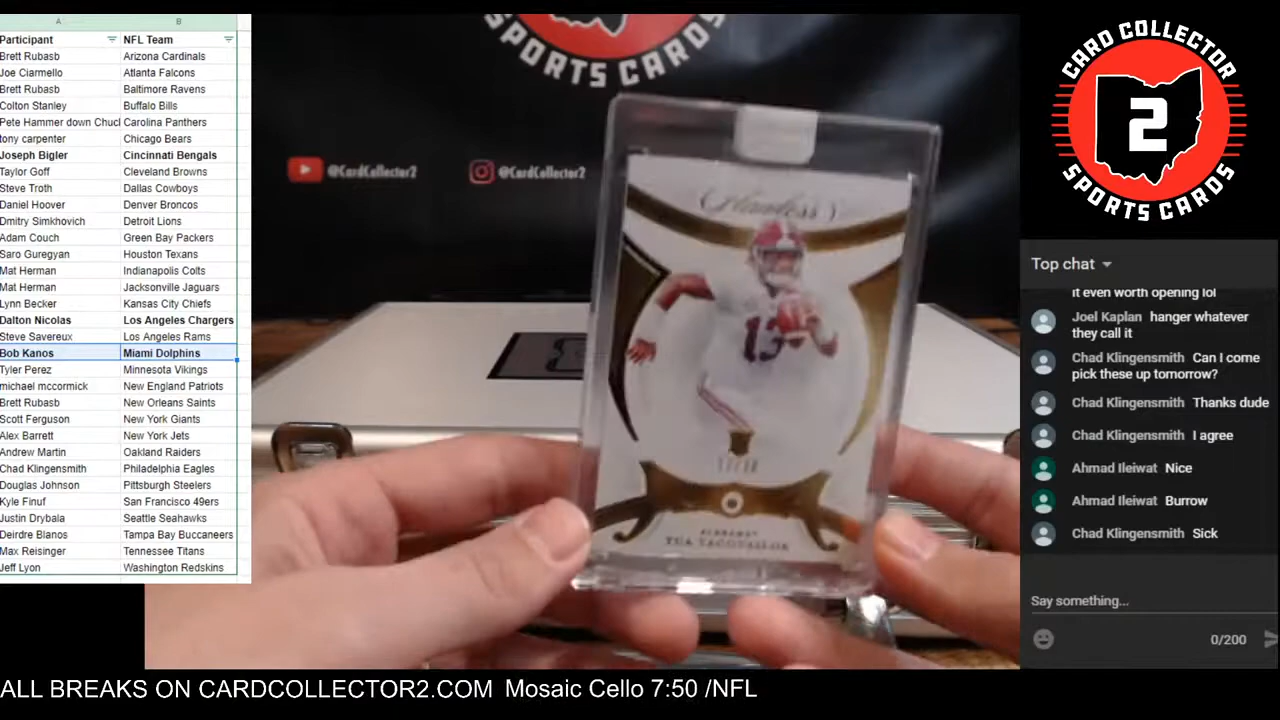 A B
Participant NFL Team
Brett Rubasb Arizona Cardinals
Joe Ciarmello Atlanta Falcons
Brett Rubasb Baltimore Ravens
Colton Stanley Buffalo Bills
Pete Hammer down Chucl Carolina Panthers
tony carpenter Chicago Bears
Joseph Bigler Cincinnati Bengals
Taylor Goff Cleveland Browns
Steve Troth Dallas Cowboys
Daniel Hoover Denver Broncos
Dmitry Simkhovich Detroit Lions
Adam Couch Green Bay Packers
Saro Guregyan Houston Texans
Mat Herman Indianapolis Colts
Mat Herman Jacksonville Jaguars
Lynn Becker Kansas City Chiefs
Dalton Nicolas Los Angeles Chargers
Steve Savereux Los Angeles Rams
Bob Kanos Miami Dolphins
Tyler Perez Minnesota Vikings
michael mccormick New England Patriots
Brett Rubasb New Orleans Saints
Scott Ferguson New York Giants
Alex Barrett New York Jets
Andrew Martin Oakland Raiders
Chad Klingensmith Philadelphia Eagles
Douglas Johnson Pittsburgh Steelers
Kyle Finuf San Francisco 49ers
Justin Drybala Seattle Seahawks
Deirdre Blanos Tampa Bay Buccaneers
Max Reisinger Tennessee Titans
Jeff Lyon Washington Redskins
SPORTS CARDS
@CardCollector2 @CardCollector2
Flawless
13
ALABAMA
TUA TAGOVAILOA
CARD COLLECTOR
2
SPORTS CARDS
Top chat
it even worth opening lol
Joel Kaplan hanger whatever
they call it
Chad Klingensmith Can I come
pick these up tomorrow?
Chad Klingensmith Thanks dude
Chad Klingensmith I agree
Ahmad Ileiwat Nice
Ahmad Ileiwat Burrow
Chad Klingensmith Sick
Say something...
0/200
ALL BREAKS ON CARDCOLLECTOR2.COM Mosaic Cello 7:50 /NFL